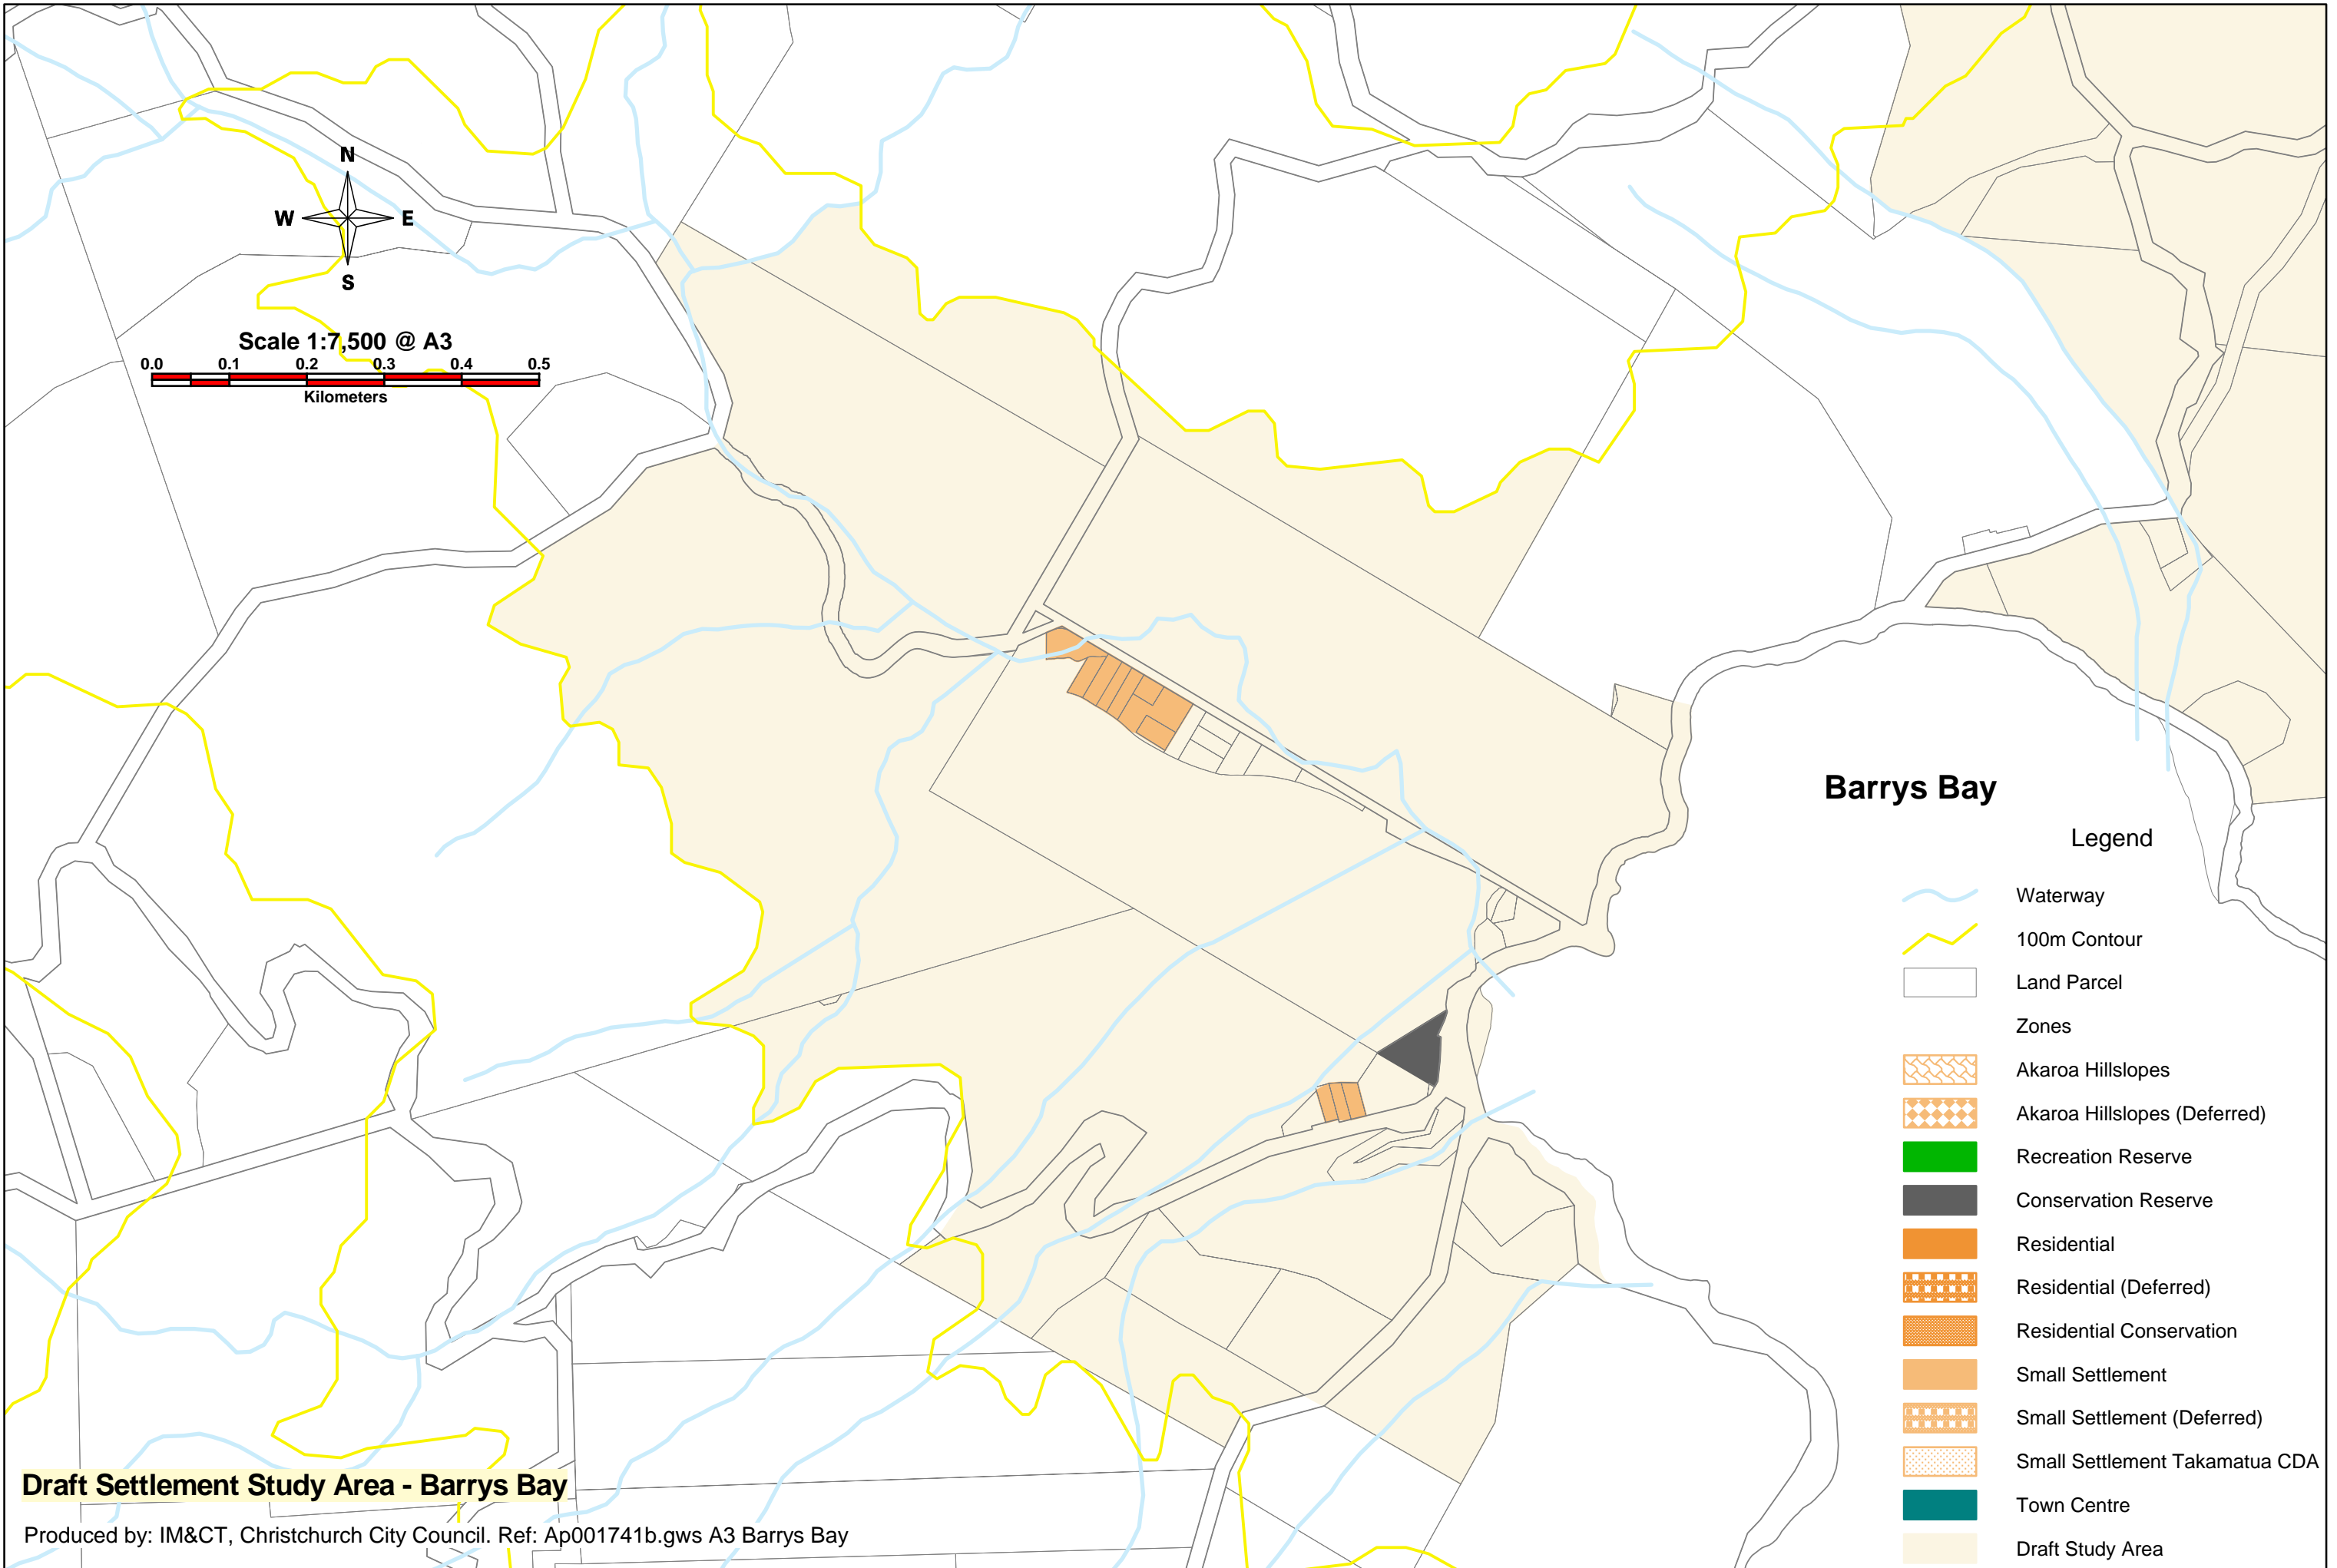 N
W E
S
Scale 1:7,500 @ A3
0.0 0.1 0.2 0.3 0.4 0.5
Kilometers
Barrys Bay
Legend
Waterway
100m Contour
Land Parcel
Zones
Akaroa Hillslopes
Akaroa Hillslopes (Deferred)
Recreation Reserve
Conservation Reserve
Residential
Residential (Deferred)
Residential Conservation
Small Settlement
Small Settlement (Deferred)
Small Settlement Takamatua CDA
Town Centre
Draft Study Area
Draft Settlement Study Area - Barrys Bay
Produced by: IM&CT, Christchurch City Council. Ref: Ap001741b.gws A3 Barrys Bay